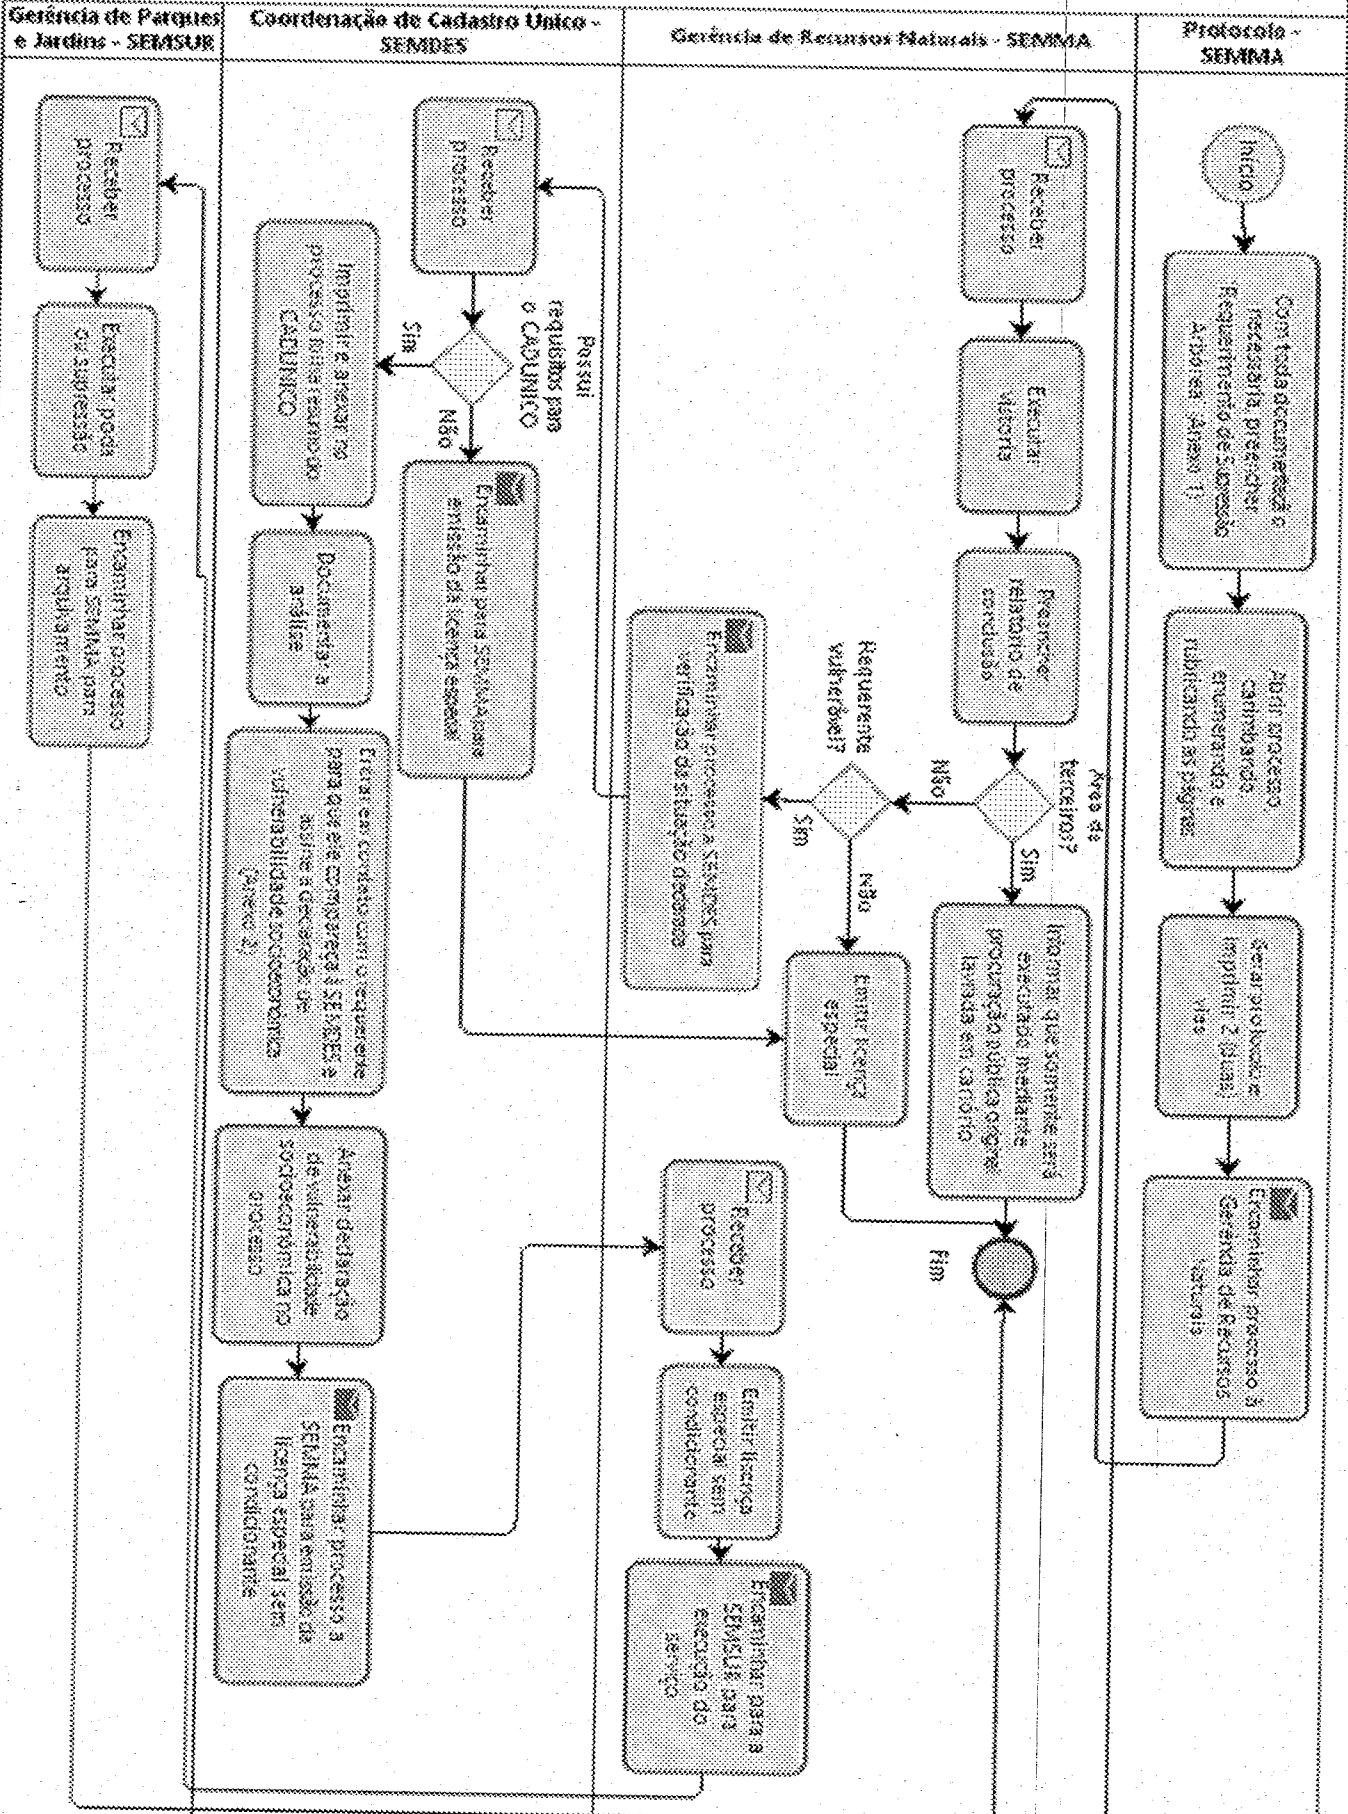 Gerência de Parques
e Jardins - SEMSUR
Coordenação de Cadastro Único -
SEMDES
Gerência de Recursos Naturais - SEMMA
Protocolo -
SEMMA
Início
Com toda documentação
necessária preencher
Requerimento de Supressão
Arbórea (Anexo 1).
Abrir processo
carimbando,
enumerando e
rubricando as páginas
Gerar protocolo e
imprimir 2 (duas)
vias
Encaminhar processo à
Gerência de Recursos
Naturais
Receber
processo
Executar
vistoria
Preencher
relatório de
conclusão
Área de
terceiros?
Sim
Não
Informar que somente será
executado mediante
procuração pública original
lavrada em cartório
Fim
Requerente
vulnerável?
Sim
Não
Emitir licença
especial
Encaminhar processo a SEMDES para
verificação da situação declarada
Receber
processo
Emitir licença
especial sem
condicionante
Encaminhar para a
SEMSUR para
execução do
serviço
Receber
processo
Possui
requisitos para
o CADUNICO
Sim
Não
Encaminhar para SEMMA para
emissão da licença especial
Imprimir e anexar no
processo folha resumo do
CADUNICO
Documentar a
análise
Entrar em contato com o requerente
para que ele compareça à SEMDES e
assine a declaração de
vulnerabilidade socioeconômica
(Anexo 2)
Anexar declaração
de vulnerabilidade
socioeconômica no
processo
Encaminhar processo à
SEMMA para emissão da
licença especial sem
condicionante
Receber
processo
Executar poda
ou supressão
Encaminhar processo
para SEMMA para
arquivamento